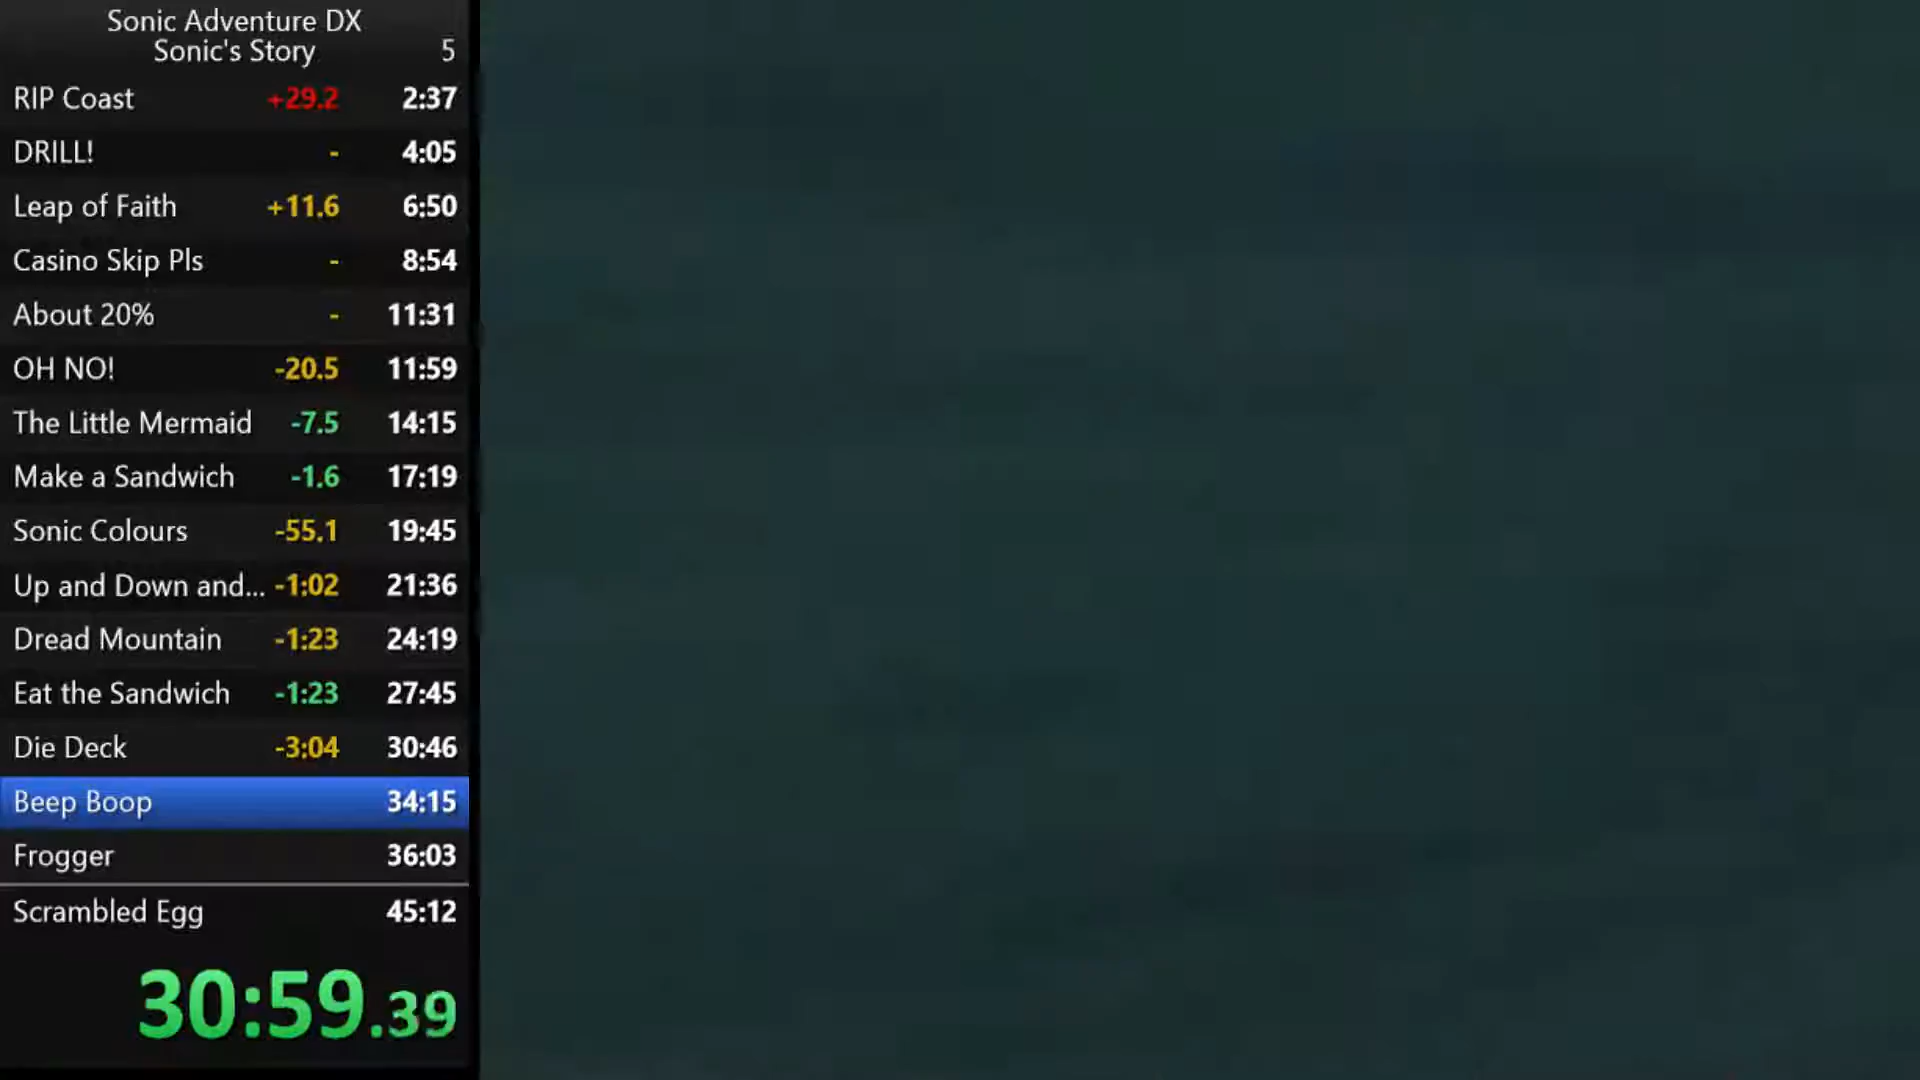 Sonic Adventure DX
Sonic's Story 5
RIP Coast +29.2 2:37
DRILL! - 4:05
Leap of Faith +11.6 6:50
Casino Skip Pls - 8:54
About 20% - 11:31
OH NO! -20.5 11:59
The Little Mermaid -7.5 14:15
Make a Sandwich -1.6 17:19
Sonic Colours -55.1 19:45
Up and Down and... -1:02 21:36
Dread Mountain -1:23 24:19
Eat the Sandwich -1:23 27:45
Die Deck -3:04 30:46
Beep Boop 34:15
Frogger 36:03
Scrambled Egg 45:12
30:59.39